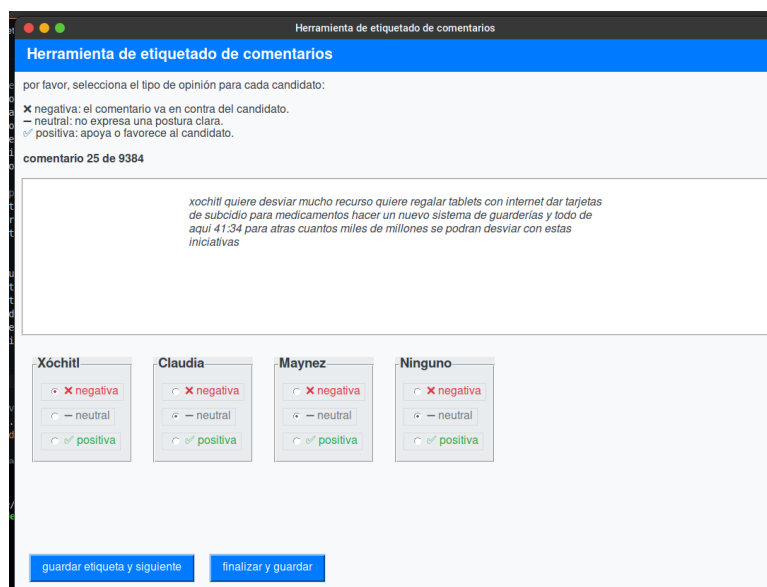 Herramienta de etiquetado de comentarios
Herramienta de etiquetado de comentarios
por favor, selecciona el tipo de opinión para cada candidato:
❌ negativa: el comentario va en contra del candidato.
➖ neutral: no expresa una postura clara.
✅ positiva: apoya o favorece al candidato.
comentario 25 de 9384
xochitl quiere desviar mucho recurso quiere regalar tablets con internet dar tarjetas
de subcidio para medicamentos hacer un nuevo sistema de guarderías y todo de
aqui 41:34 para atras cuantos miles de millones se podran desviar con estas
iniciativas
Xóchitl Claudia Maynez Ninguno
❌ negativa ❌ negativa ❌ negativa ❌ negativa
➖ neutral ➖ neutral ➖ neutral ➖ neutral
✅ positiva ✅ positiva ✅ positiva ✅ positiva
guardar etiqueta y siguiente finalizar y guardar